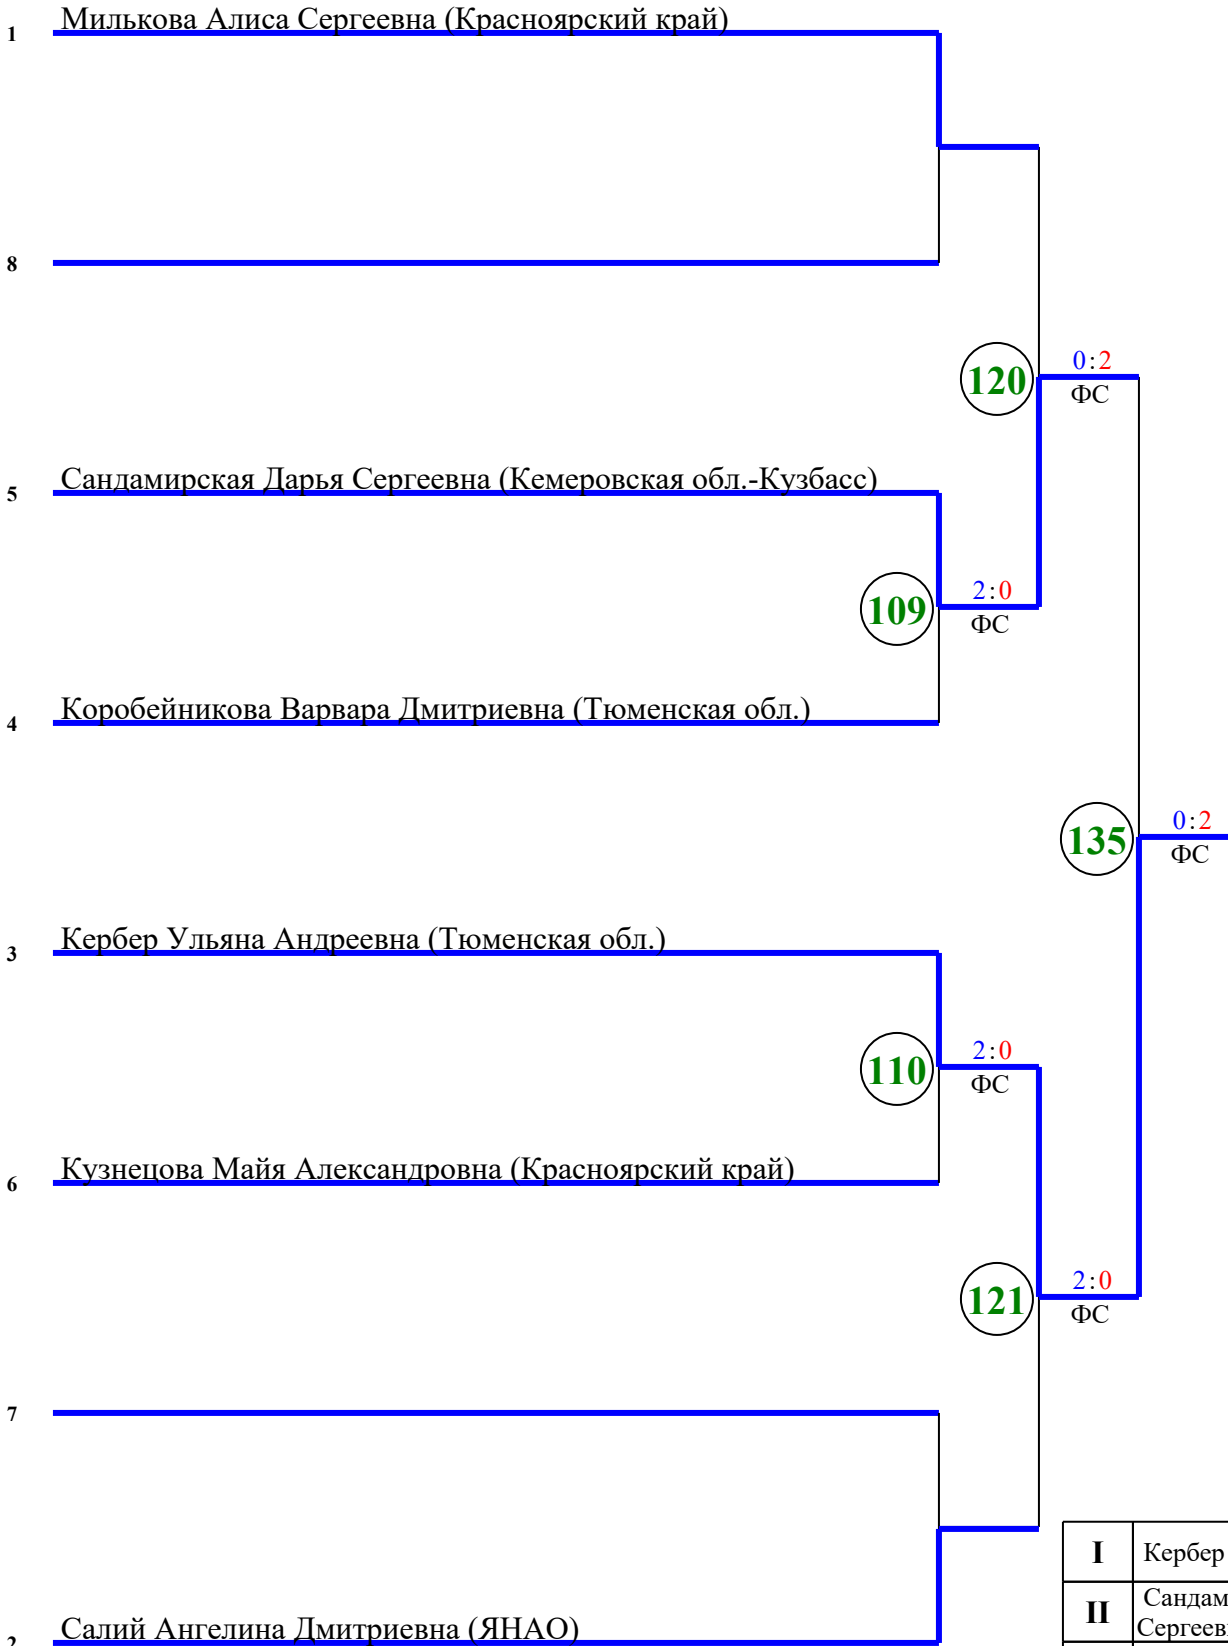 Милькова Алиса Сергеевна (Красноярский край)
1
8
120
0:2
ФС
Сандамирская Дарья Сергеевна (Кемеровская обл.-Кузбасс)
5
109
2:0
ФС
Коробейникова Варвара Дмитриевна (Тюменская обл.)
4
135
0:2
ФС
Кербер Ульяна Андреевна (Тюменская обл.)
3
110
2:0
ФС
Кузнецова Майя Александровна (Красноярский край)
6
121
2:0
ФС
7
I Кербер
II Сандам
Сергеев
Салий Ангелина Дмитриевна (ЯНАО)
2